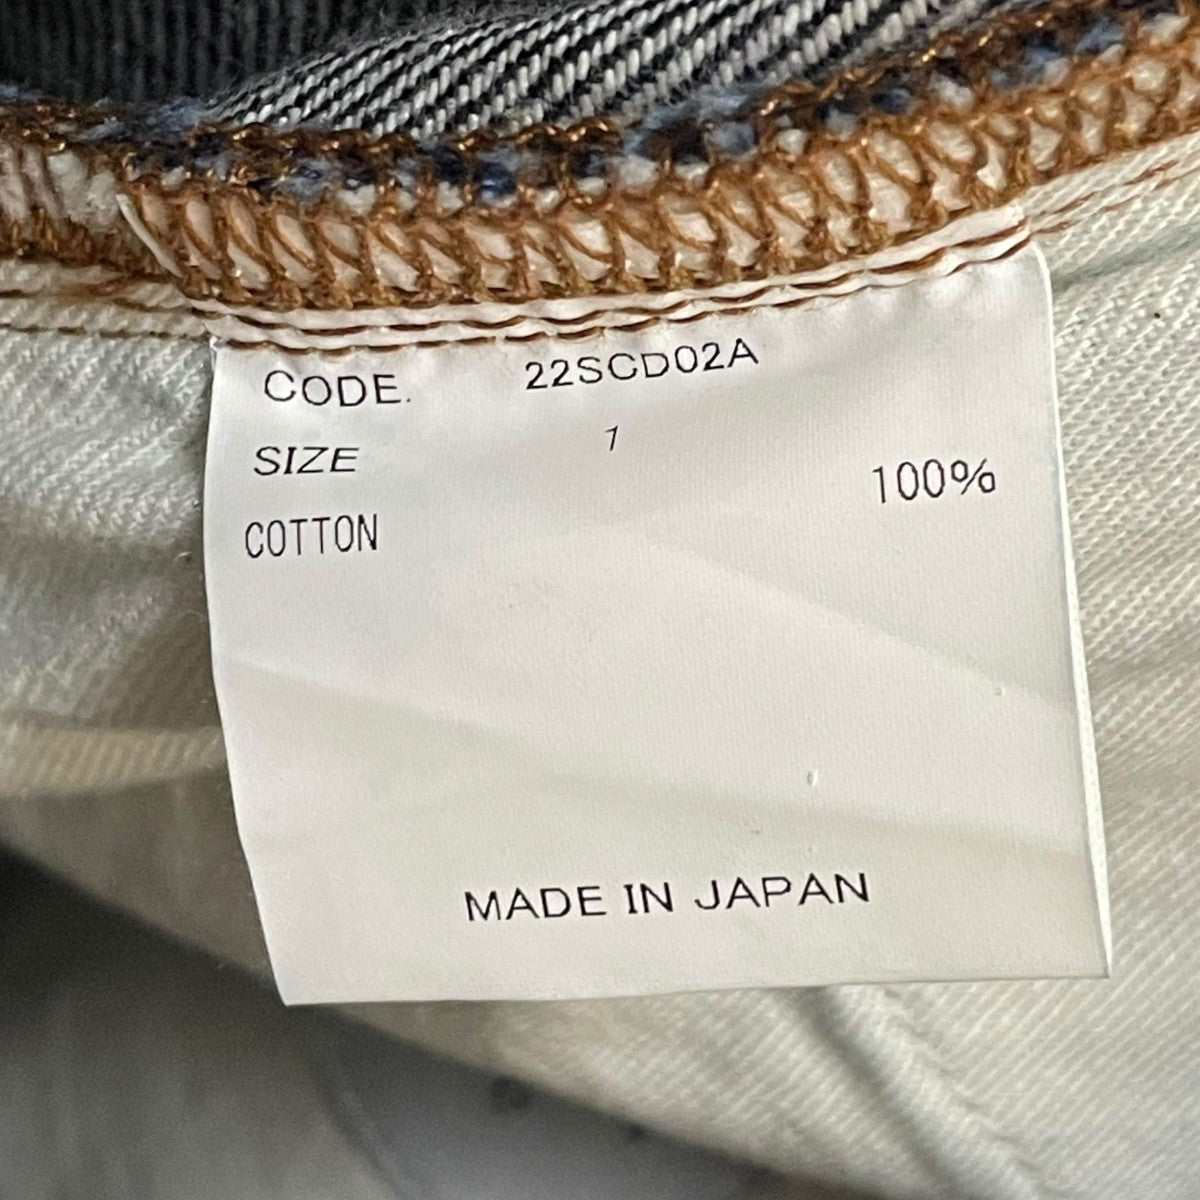 CODE. 22SCD02A
SIZE 1
COTTON 100%
MADE IN JAPAN